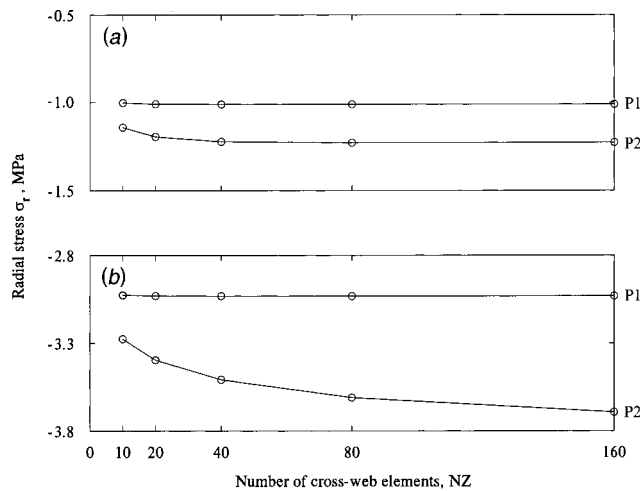 -0.5
(a)
-1.0
P1
P2
-1.5
Radial stress σr, MPa
-2.8
(b)
P1
-3.3
P2
-3.8
0 10 20 40 80 160
Number of cross-web elements, NZ